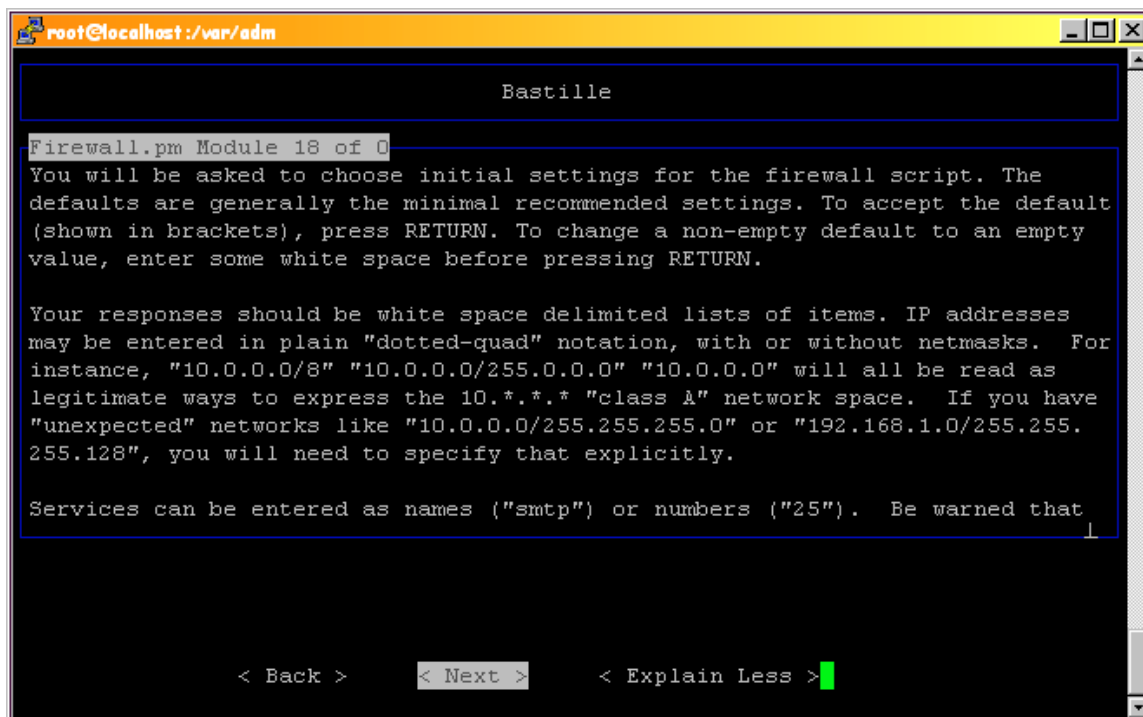 root@localhost:/var/adm
Bastille
Firewall.pm Module 18 of 0
You will be asked to choose initial settings for the firewall script. The
defaults are generally the minimal recommended settings. To accept the default
(shown in brackets), press RETURN. To change a non-empty default to an empty
value, enter some white space before pressing RETURN.
Your responses should be white space delimited lists of items. IP addresses
may be entered in plain "dotted-quad" notation, with or without netmasks.  For
instance, "10.0.0.0/8" "10.0.0.0/255.0.0.0" "10.0.0.0" will all be read as
legitimate ways to express the 10.*.*.* "class A" network space.  If you have
"unexpected" networks like "10.0.0.0/255.255.255.0" or "192.168.1.0/255.255.
255.128", you will need to specify that explicitly.
Services can be entered as names ("smtp") or numbers ("25").  Be warned that
< Back > < Next > < Explain Less >